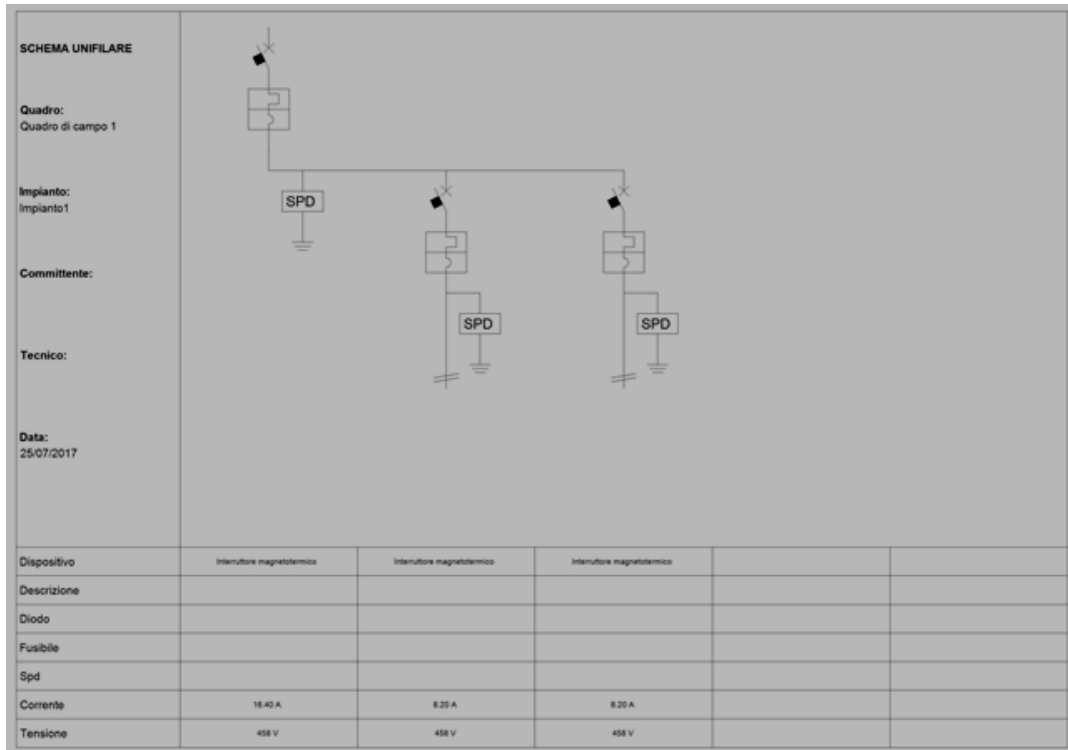 SCHEMA UNIFILARE
Quadro:
Quadro di campo 1
Impianto:
Impianto1
Committente:
Tecnico:
Data:
25/07/2017
SPD
SPD
SPD
Dispositivo Interruttore magnetotermico Interruttore magnetotermico Interruttore magnetotermico
Descrizione
Diodo
Fusibile
Spd
Corrente 16.40 A 8.20 A 8.20 A
Tensione 458 V 458 V 458 V